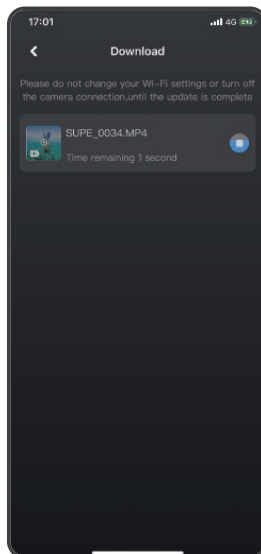 17:01
4G
Download
Please do not change your Wi-Fi settings or turn off
the camera connection,until the update is complete
SUPE_0034.MP4
Time remaining 1 second